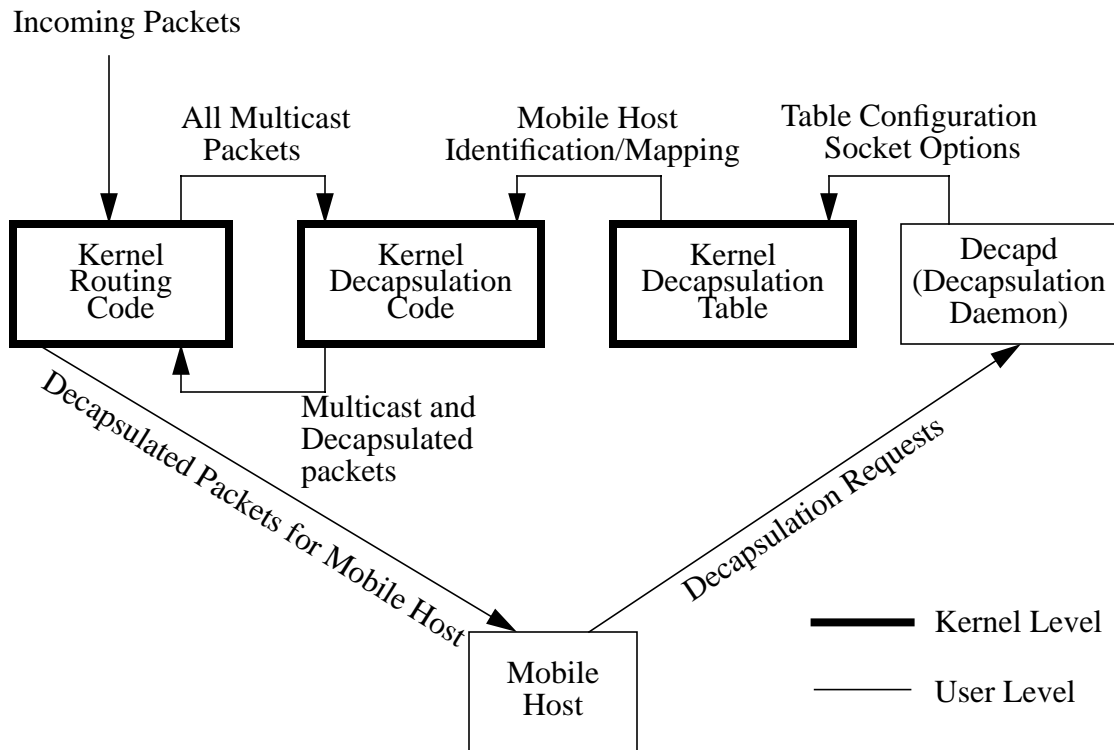 Incoming Packets
All Multicast
Packets
Mobile Host
Identification/Mapping
Table Configuration
Socket Options
Kernel
Routing
Code
Kernel
Decapsulation
Code
Kernel
Decapsulation
Table
Decapd
(Decapsulation
Daemon)
Multicast and
Decapsulated
packets
Decapsulated Packets for Mobile Host
Decapsulation Requests
Mobile
Host
Kernel Level
User Level